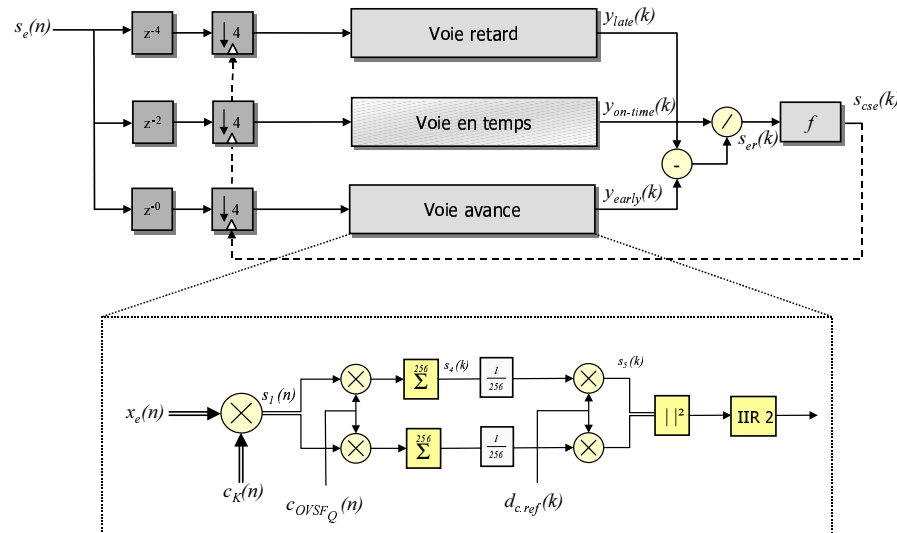 s_e(n)
z^-4
↓ 4
Voie retard
y_late(k)
z^-2
↓ 4
Voie en temps
y_on-time(k)
/
s_er(k)
f
s_cse(k)
-
z^-0
↓ 4
Voie avance
y_early(k)
x_e(n)
s_1(n)
c_K(n)
256
Σ
s_4(k)
1
256
s_5(k)
| |²
IIR 2
256
Σ
1
256
c_OVSF_Q(n)
d_c.ref(k)